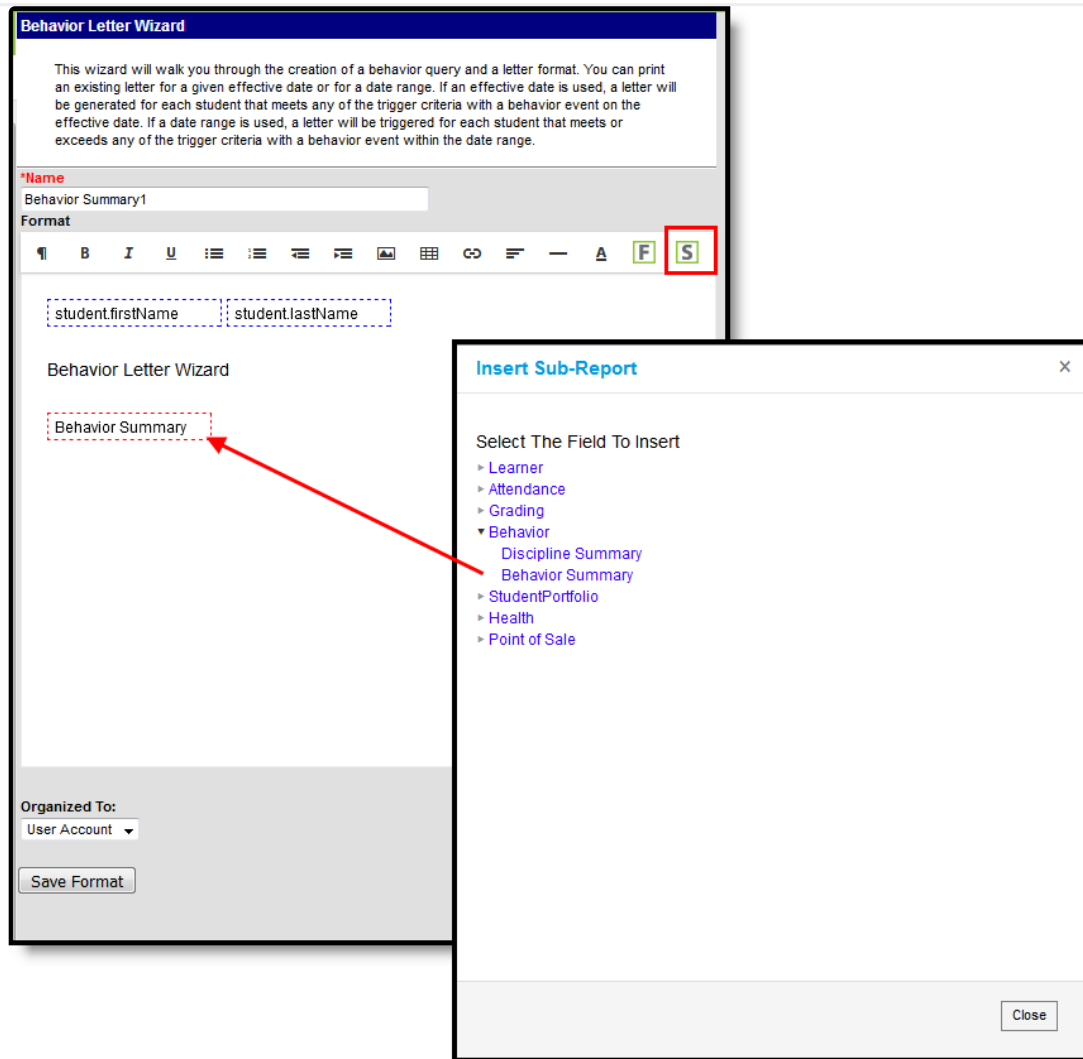 Behavior Letter Wizard
This wizard will walk you through the creation of a behavior query and a letter format. You can print
an existing letter for a given effective date or for a date range. If an effective date is used, a letter will
be generated for each student that meets any of the trigger criteria with a behavior event on the
effective date. If a date range is used, a letter will be triggered for each student that meets or
exceeds any of the trigger criteria with a behavior event within the date range.
*Name
Behavior Summary1
Format
¶ B I U A F S
student.firstName student.lastName
Behavior Letter Wizard
Behavior Summary
Organized To:
User Account
Save Format
Insert Sub-Report ×
Select The Field To Insert
Learner
Attendance
Grading
Behavior
Discipline Summary
Behavior Summary
StudentPortfolio
Health
Point of Sale
Close